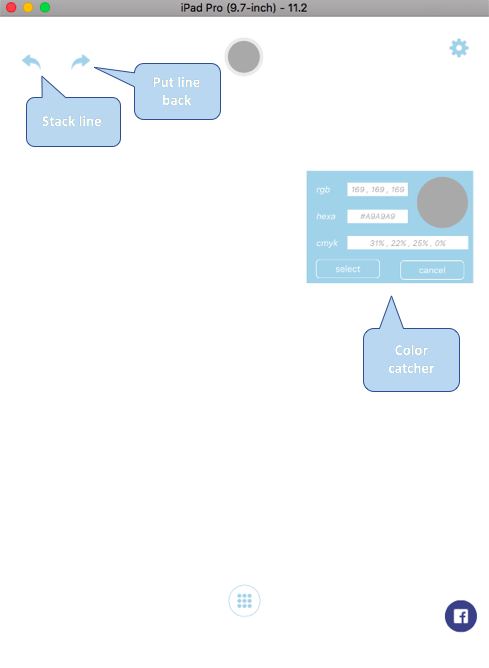 iPad Pro (9.7-inch) - 11.2
Put line
back
Stack line
rgb 169 , 169 , 169
hexa #A9A9A9
cmyk 31% , 22% , 25% , 0%
select cancel
Color
catcher